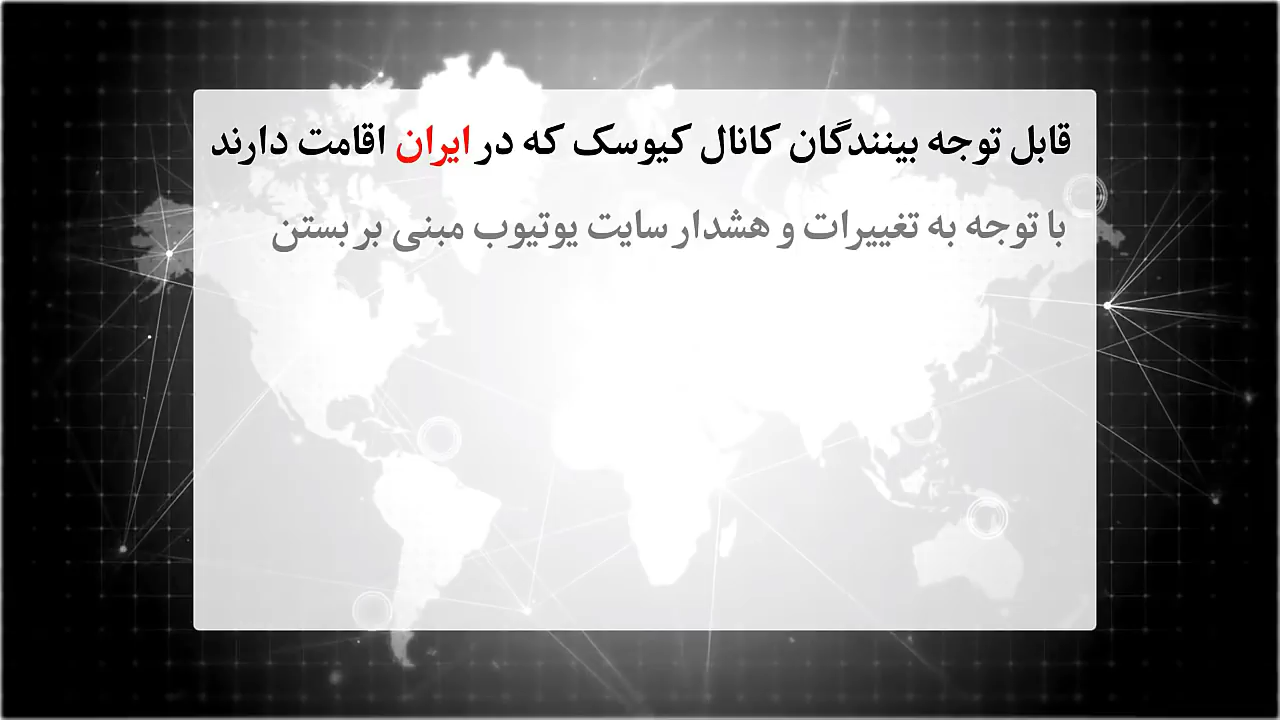 قابل توجه بینندگان کانال کیوسک که در ایران اقامت دارند
با توجه به تغییرات و هشدار سایت یوتیوب مبنی بر بستن